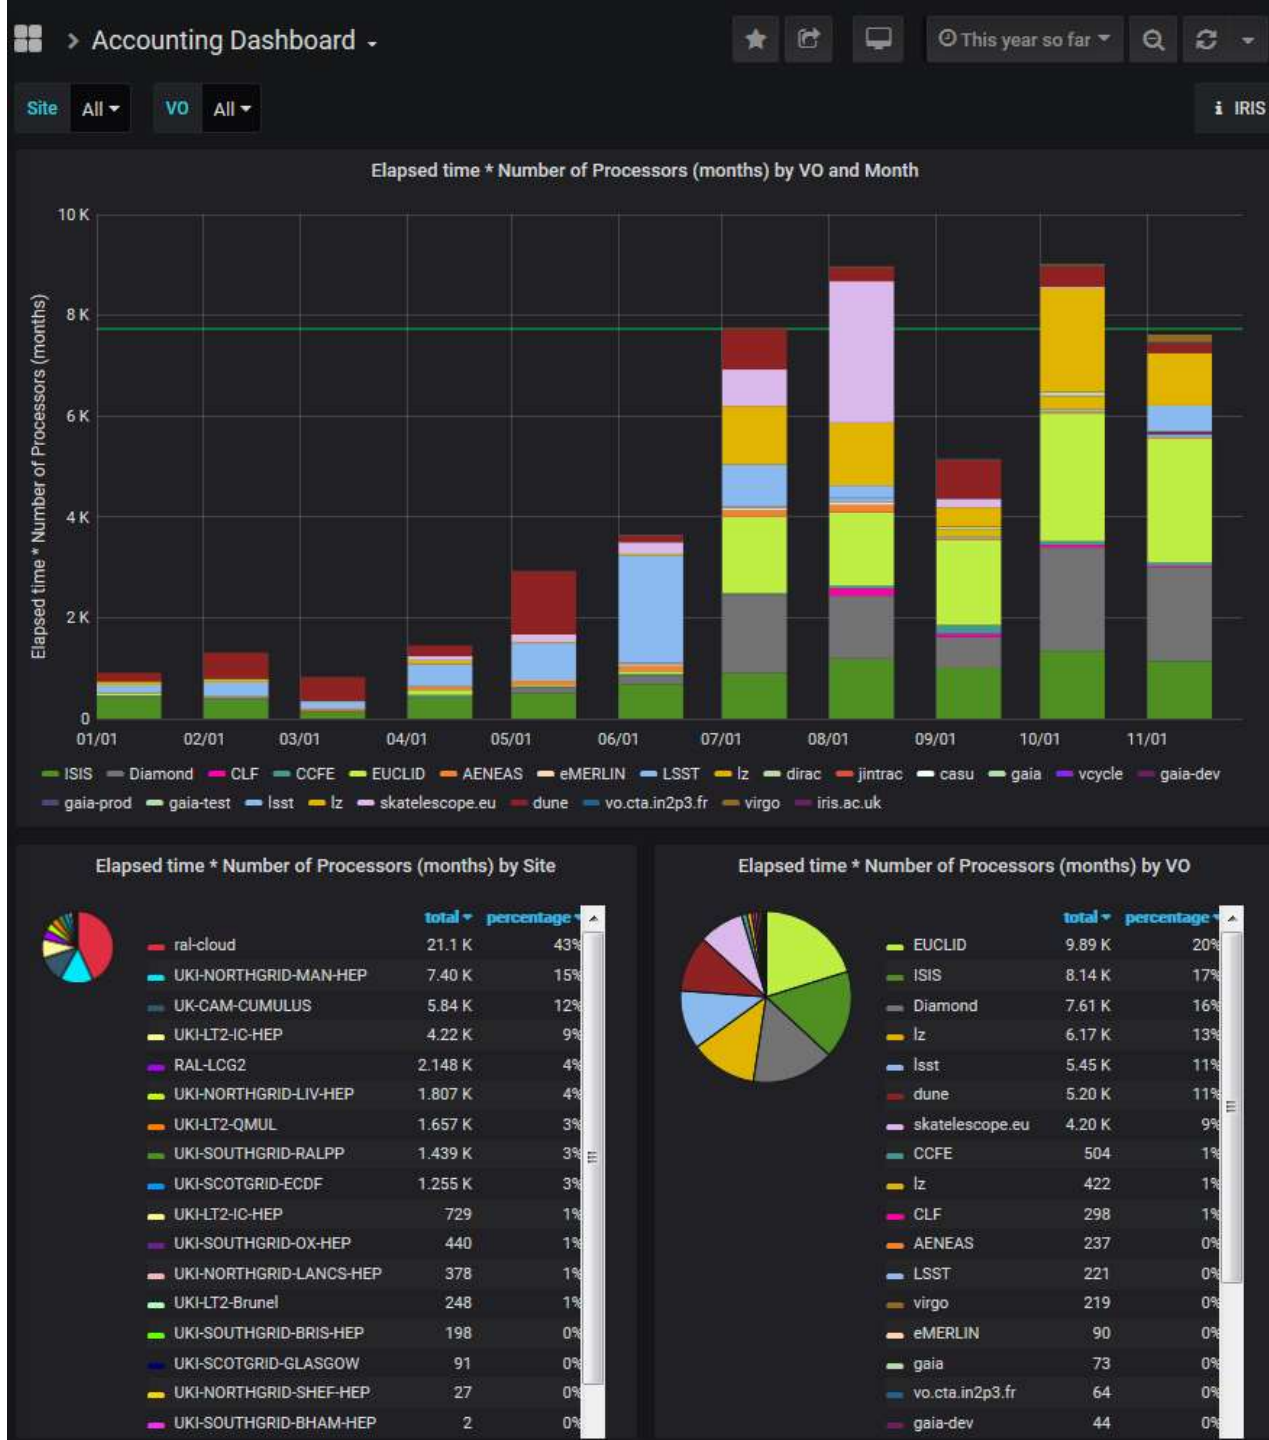 Accounting Dashboard
This year so far
Site All VO All
i IRIS
Elapsed time * Number of Processors (months) by VO and Month
Elapsed time * Number of Processors (months)
10 K
8 K
6 K
4 K
2 K
0
01/01 02/01 03/01 04/01 05/01 06/01 07/01 08/01 09/01 10/01 11/01
ISIS Diamond CLF CCFE EUCLID AENEAS eMERLIN LSST lz dirac jintrac casu gaia vcycle gaia-dev
gaia-prod gaia-test lsst lz skatelescope.eu dune vo.cta.in2p3.fr virgo iris.ac.uk
Elapsed time * Number of Processors (months) by Site
total percentage
ral-cloud 21.1 K 43%
UKI-NORTHGRID-MAN-HEP 7.40 K 15%
UK-CAM-CUMULUS 5.84 K 12%
UKI-LT2-IC-HEP 4.22 K 9%
RAL-LCG2 2.148 K 4%
UKI-NORTHGRID-LIV-HEP 1.807 K 4%
UKI-LT2-QMUL 1.657 K 3%
UKI-SOUTHGRID-RALPP 1.439 K 3%
UKI-SCOTGRID-ECDF 1.255 K 3%
UKI-LT2-IC-HEP 729 1%
UKI-SOUTHGRID-OX-HEP 440 1%
UKI-NORTHGRID-LANCS-HEP 378 1%
UKI-LT2-Brunel 248 1%
UKI-SOUTHGRID-BRIS-HEP 198 0%
UKI-SCOTGRID-GLASGOW 91 0%
UKI-NORTHGRID-SHEF-HEP 27 0%
UKI-SOUTHGRID-BHAM-HEP 2 0%
Elapsed time * Number of Processors (months) by VO
total percentage
EUCLID 9.89 K 20%
ISIS 8.14 K 17%
Diamond 7.61 K 16%
lz 6.17 K 13%
lsst 5.45 K 11%
dune 5.20 K 11%
skatelescope.eu 4.20 K 9%
CCFE 504 1%
lz 422 1%
CLF 298 1%
AENEAS 237 0%
LSST 221 0%
virgo 219 0%
eMERLIN 90 0%
gaia 73 0%
vo.cta.in2p3.fr 64 0%
gaia-dev 44 0%